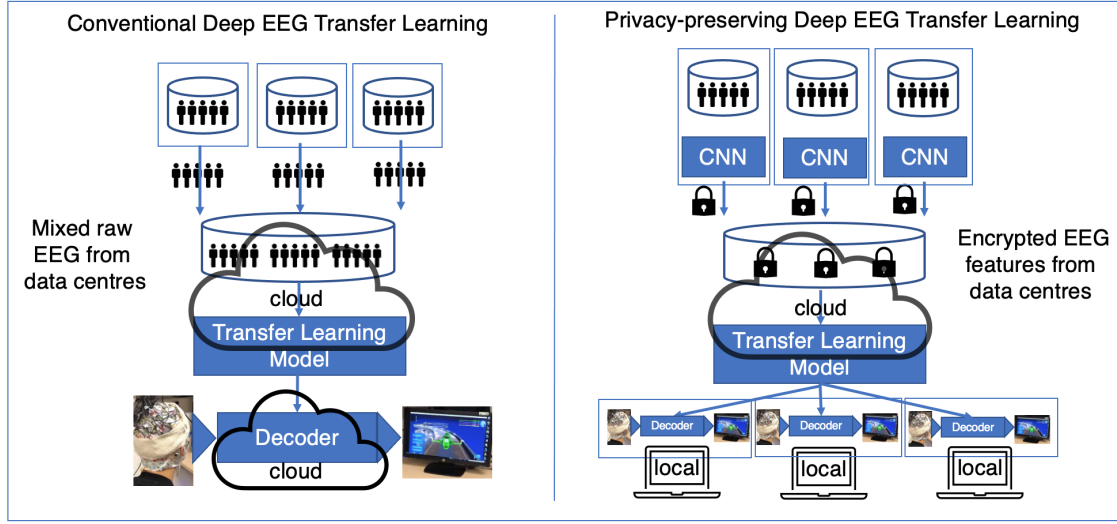 Conventional Deep EEG Transfer Learning
Mixed raw
EEG from
data centres
cloud
Transfer Learning
Model
Decoder
cloud
Privacy-preserving Deep EEG Transfer Learning
CNN
CNN
CNN
Encrypted EEG
features from
data centres
cloud
Transfer Learning
Model
Decoder
Decoder
Decoder
local
local
local